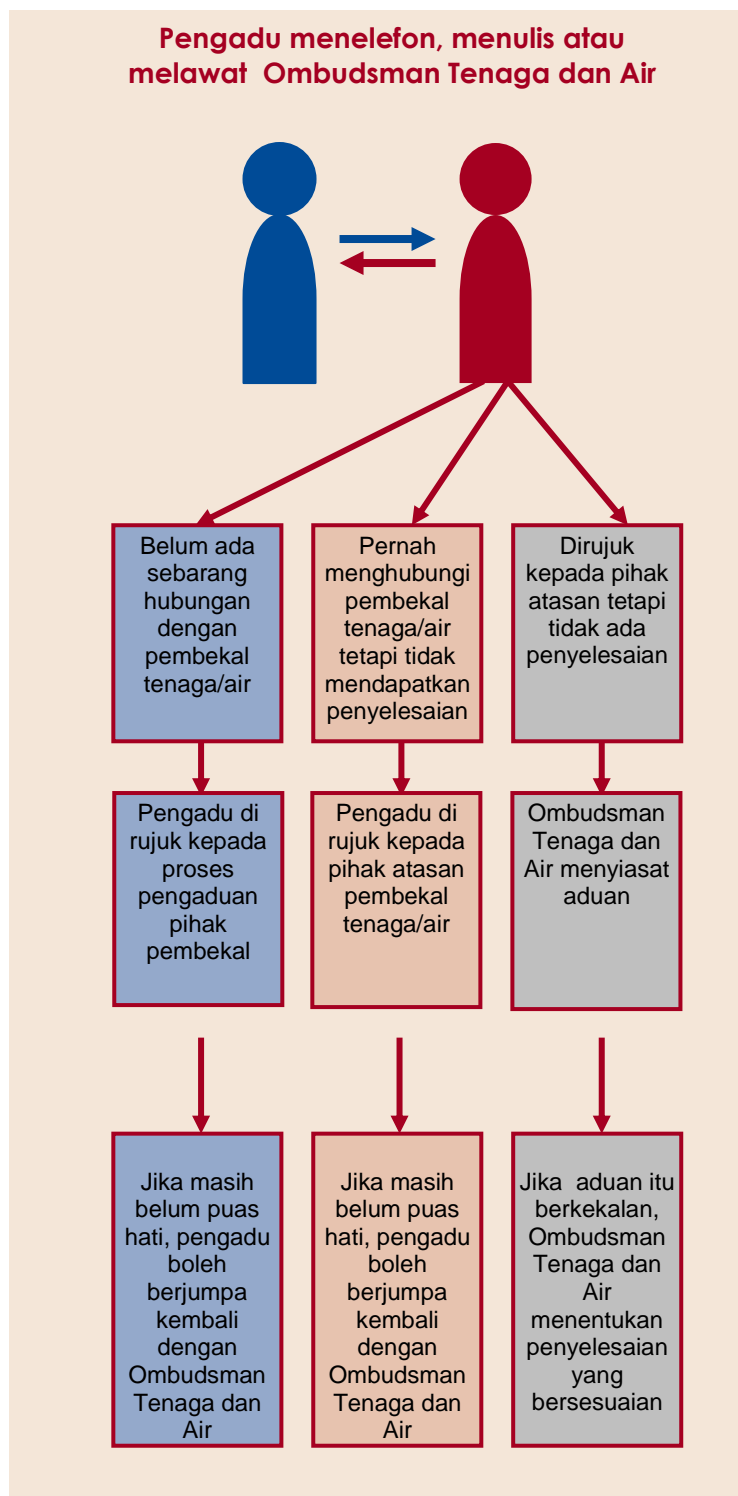 Pengadu menelefon, menulis atau
melawat Ombudsman Tenaga dan Air
Belum ada
sebarang
hubungan
dengan
pembekal
tenaga/air
Pernah
menghubungi
pembekal
tenaga/air
tetapi tidak
mendapatkan
penyelesaian
Dirujuk
kepada pihak
atasan tetapi
tidak ada
penyelesaian
Pengadu di
rujuk kepada
proses
pengaduan
pihak
pembekal
Pengadu di
rujuk kepada
pihak atasan
pembekal
tenaga/air
Ombudsman
Tenaga dan
Air menyiasat
aduan
Jika masih
belum puas
hati, pengadu
boleh
berjumpa
kembali
dengan
Ombudsman
Tenaga dan
Air
Jika masih
belum puas
hati, pengadu
boleh
berjumpa
kembali
dengan
Ombudsman
Tenaga dan
Air
Jika aduan itu
berkekalan,
Ombudsman
Tenaga dan
Air
menentukan
penyelesaian
yang
bersesuaian